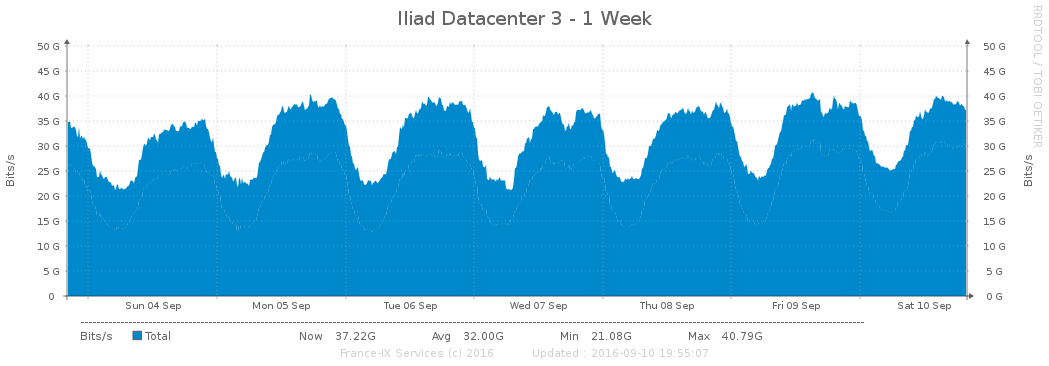 Iliad Datacenter 3 - 1 Week
RRDTOOL / TOBI OETIKER
Bits/s
50 G 50 G
45 G 45 G
40 G 40 G
35 G 35 G
30 G 30 G
25 G 25 G
20 G 20 G
15 G 15 G
10 G 10 G
5 G 5 G
0 0 G
Bits/s
Sun 04 Sep Mon 05 Sep Tue 06 Sep Wed 07 Sep Thu 08 Sep Fri 09 Sep Sat 10 Sep
Bits/s Total Now 37.22G Avg 32.00G Min 21.08G Max 40.79G
France-IX Services (c) 2016 Updated : 2016-09-10 19:55:07